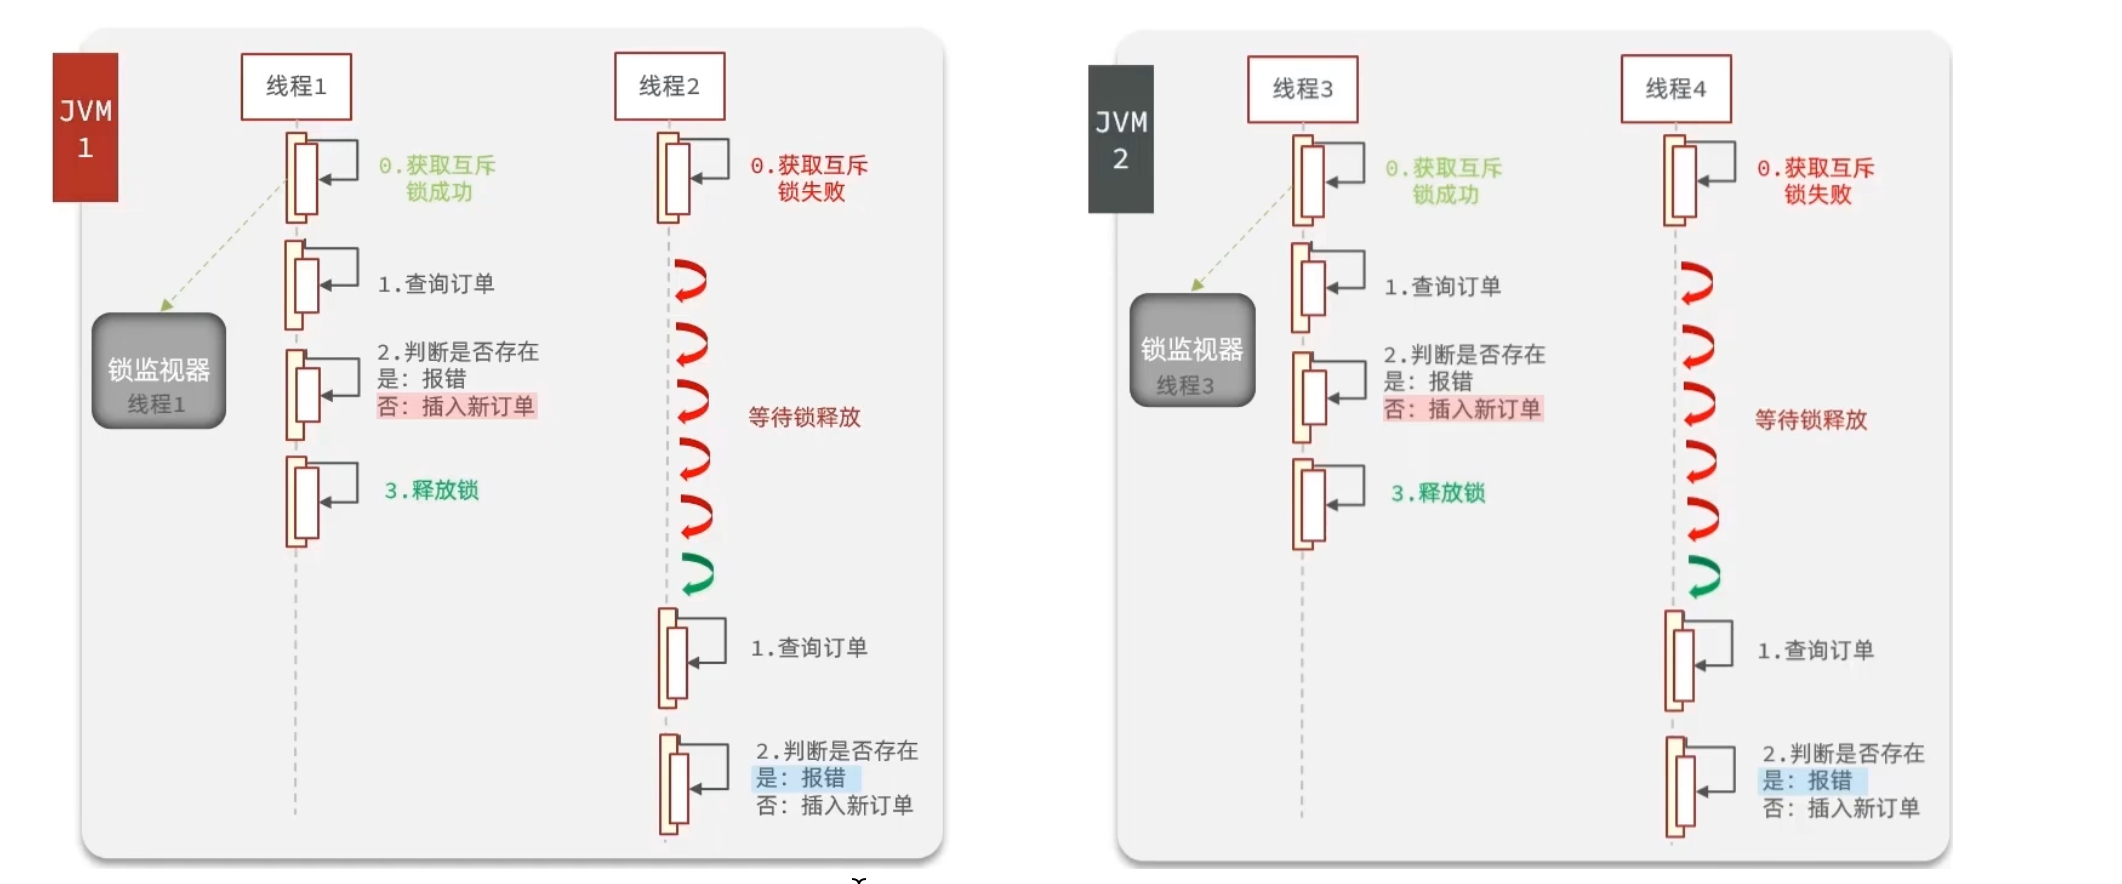 JVM
1
线程1
线程2
0.获取互斥
锁成功
0.获取互斥
锁失败
1.查询订单
锁监视器
线程1
2.判断是否存在
是：报错
否：插入新订单
等待锁释放
3.释放锁
1.查询订单
2.判断是否存在
是：报错
否：插入新订单
JVM
2
线程3
线程4
0.获取互斥
锁成功
0.获取互斥
锁失败
1.查询订单
锁监视器
线程3
2.判断是否存在
是：报错
否：插入新订单
等待锁释放
3.释放锁
1.查询订单
2.判断是否存在
是：报错
否：插入新订单